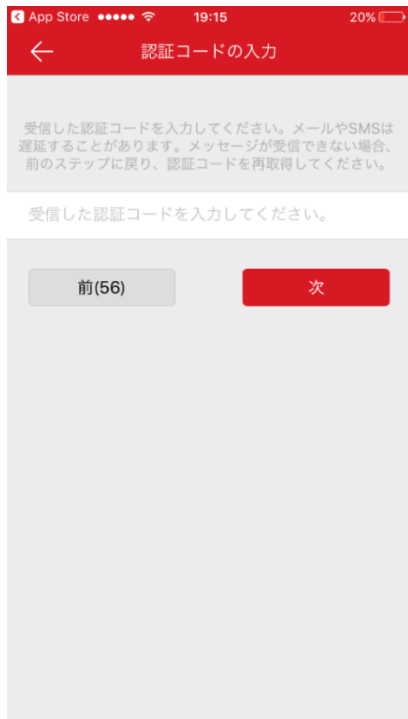 App Store 19:15 20%
認証コードの入力
受信した認証コードを入力してください。メールやSMSは
遅延することがあります。メッセージが受信できない場合、
前のステップに戻り、認証コードを再取得してください。
受信した認証コードを入力してください。
前(56) 次